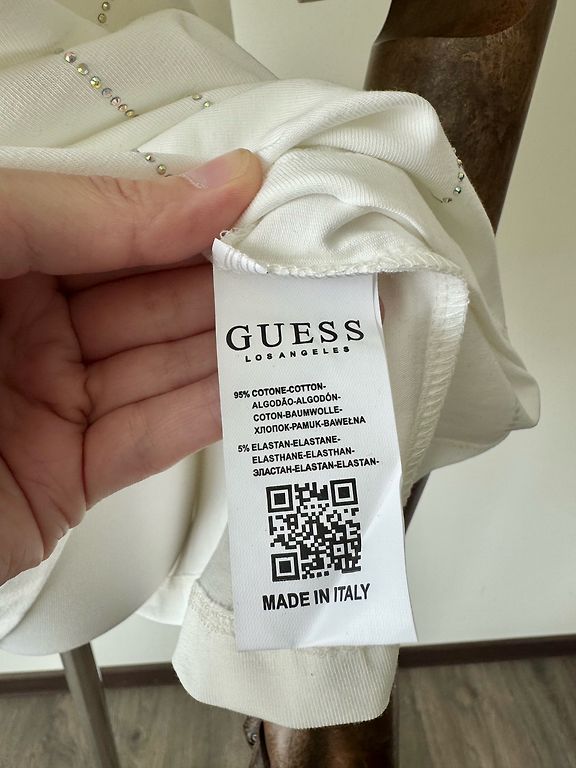 GUESS
LOS ANGELES
95% COTONE-COTTON-
ALGODÃO-ALGODÓN-
COTON-BAUMWOLLE-
ХЛОПОК-PAMUK-BAWEŁNA
5% ELASTAN-ELASTANE-
ELASTHANE-ELASTHAN-
ЭЛАСТАН-ELASTAN-ELASTAN-
MADE IN ITALY